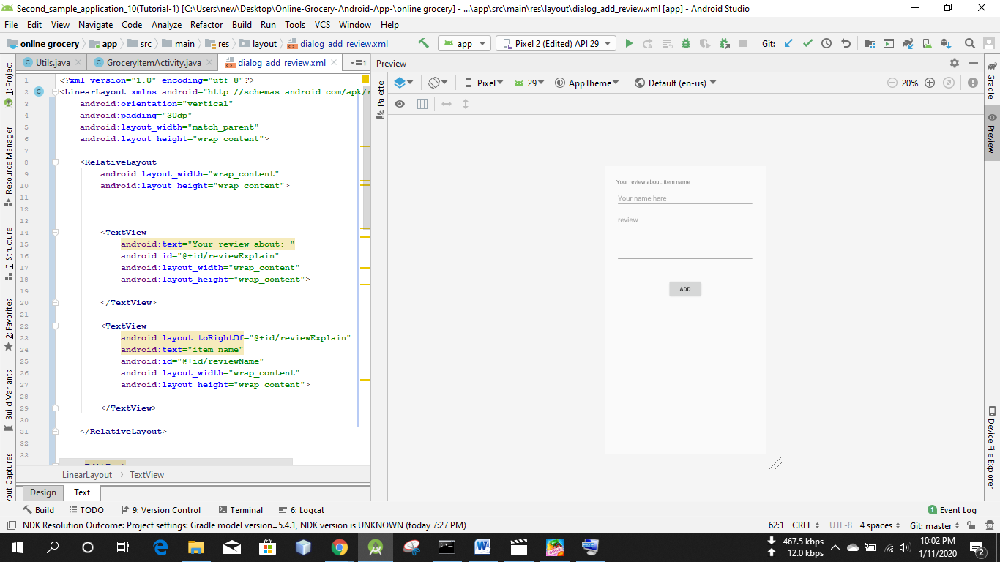 Second_sample_application_10(Tutorial-1) [C:\Users\new\Desktop\Online-Grocery-Android-App-\online grocery] - ...\app\src\main\res\layout\dialog_add_review.xml [app] - Android Studio
File Edit View Navigate Code Analyze Refactor Build Run Tools VCS Window Help
online grocery app src main res layout dialog_add_review.xml app Pixel 2 (Edited) API 29 Git:
Utils.java GroceryItemActivity.java dialog_add_review.xml 1 Preview
Pixel 29 AppTheme Default (en-us) 20%
1: Project
Resource Manager
7: Structure
2: Favorites
Build Variants
out Captures
Palette
Gradle
Preview
Device File Explorer
1 <?xml version="1.0" encoding="utf-8"?>
2 <LinearLayout xmlns:android="http://schemas.android.com/apk/r
3 android:orientation="vertical"
4 android:padding="30dp"
5 android:layout_width="match_parent"
6 android:layout_height="wrap_content">
7
8 <RelativeLayout
9 android:layout_width="wrap_content"
10 android:layout_height="wrap_content">
11
12
13
14 <TextView
15 android:text="Your review about: "
16 android:id="@+id/reviewExplain"
17 android:layout_width="wrap_content"
18 android:layout_height="wrap_content">
19
20 </TextView>
21
22 <TextView
23 android:layout_toRightOf="@+id/reviewExplain"
24 android:text="item name"
25 android:id="@+id/reviewName"
26 android:layout_width="wrap_content"
27 android:layout_height="wrap_content">
28
29 </TextView>
30
31 </RelativeLayout>
32
33
Your review about: item name
Your name here
review
ADD
LinearLayout TextView
Design Text
Build TODO 9: Version Control Terminal 6: Logcat 1 Event Log
NDK Resolution Outcome: Project settings: Gradle model version=5.4.1, NDK version is UNKNOWN (today 7:27 PM) 62:1 CRLF UTF-8 4 spaces Git: master
467.5 kbps
12.0 kbps
10:02 PM
1/11/2020
2